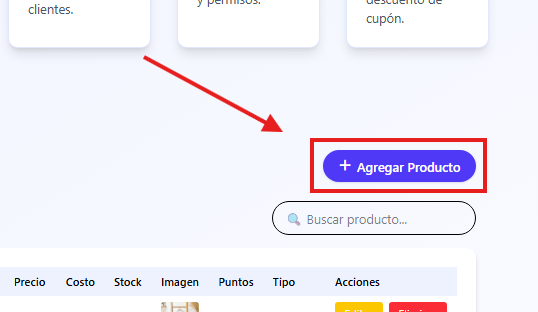 clientes.
y permisos.
descuento de
cupón.
+ Agregar Producto
🔍 Buscar producto...
Precio Costo Stock Imagen Puntos Tipo Acciones